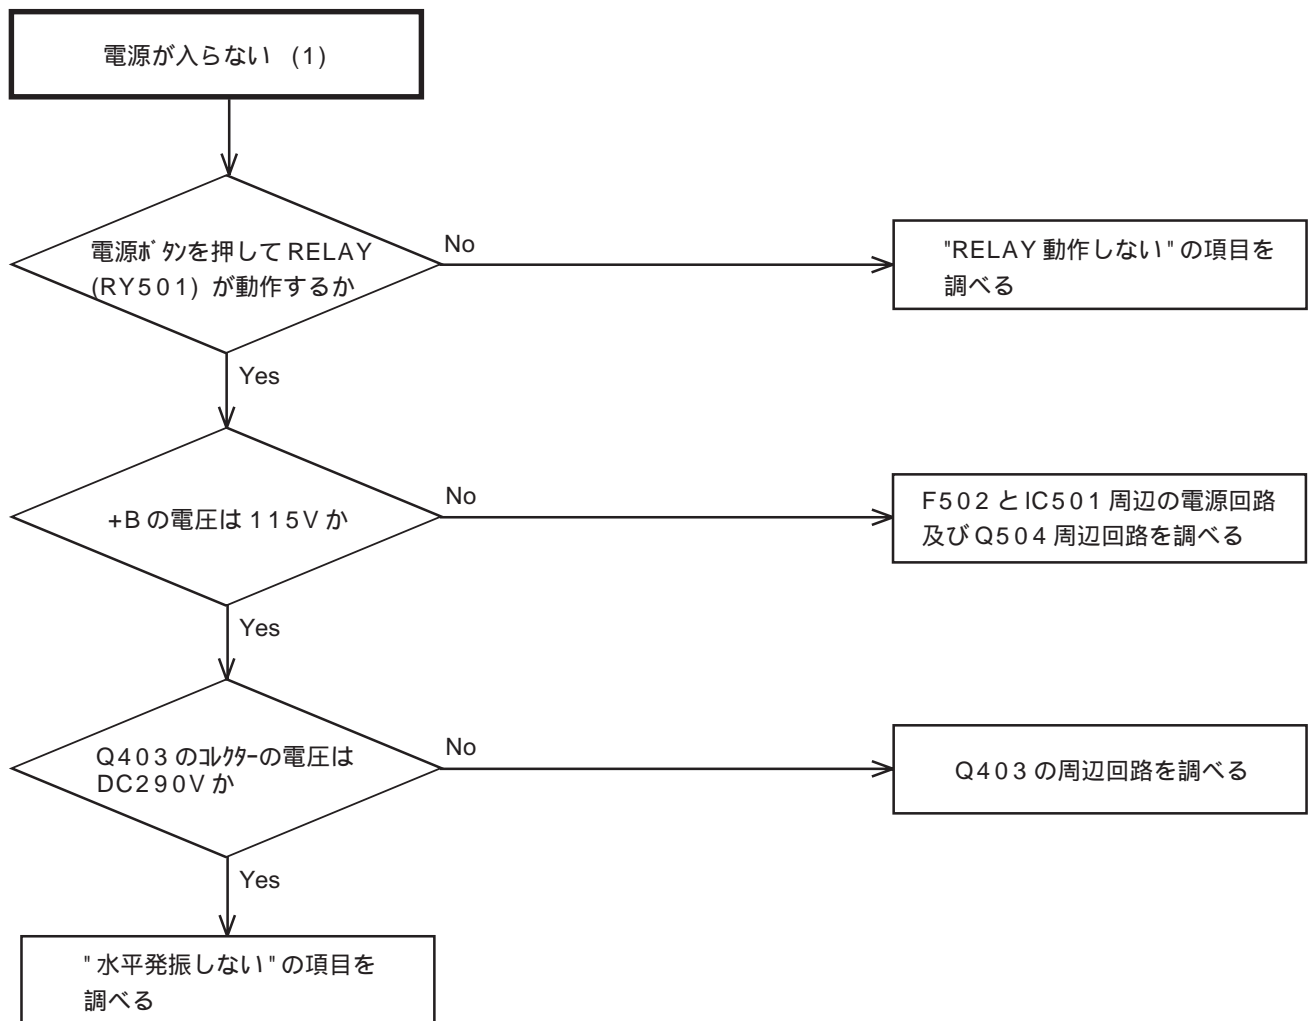 電源が入らない (1)
電源ボタンを押して RELAY
(RY501) が動作するか
No
"RELAY 動作しない" の項目を
調べる
Yes
+B の電圧は 115V か
No
F502 と IC501 周辺の電源回路
及び Q504 周辺回路を調べる
Yes
Q403 のコレクターの電圧は
DC290V か
No
Q403 の周辺回路を調べる
Yes
"水平発振しない" の項目を
調べる